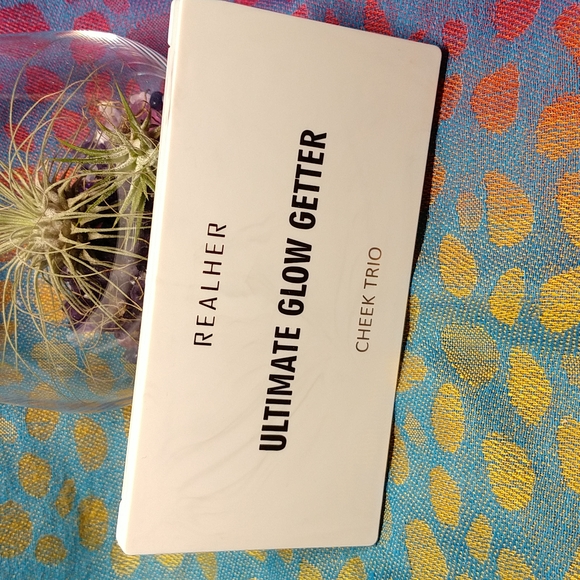 REALHER
ULTIMATE GLOW GETTER
CHEEK TRIO